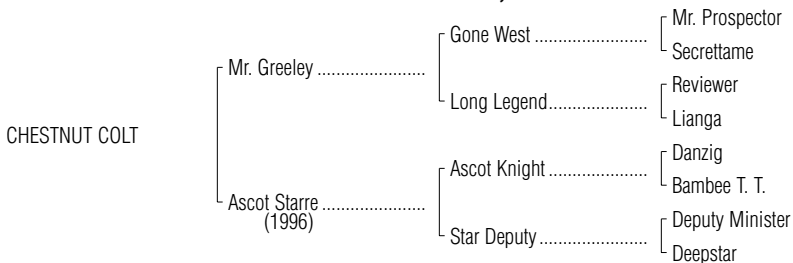 Mr. Prospector
Gone West ........................
Secrettame
Mr. Greeley .......................
Reviewer
Long Legend.....................
Lianga
CHESTNUT COLT
Danzig
Ascot Knight ......................
Bambee T. T.
Ascot Starre ......................
(1996)
Deputy Minister
Star Deputy.......................
Deepstar